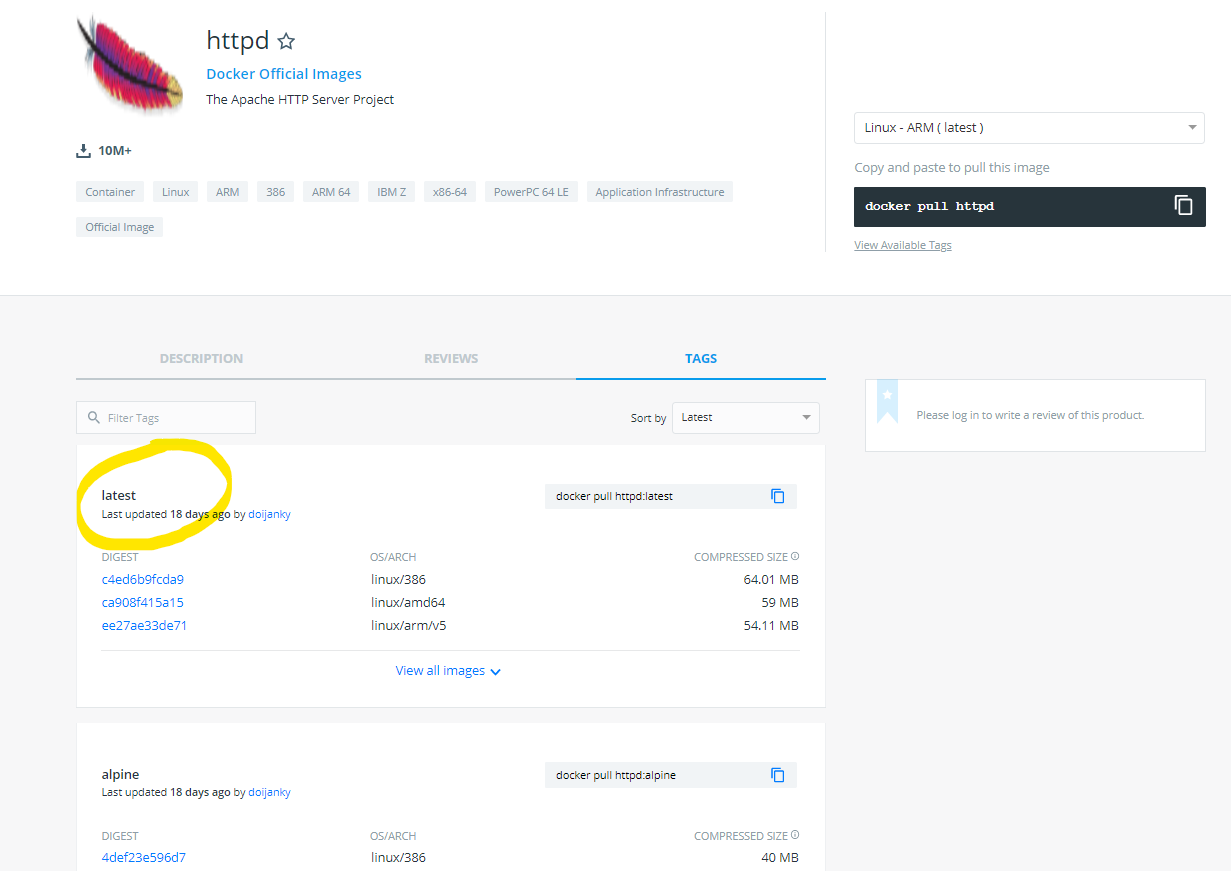 httpd
Docker Official Images
The Apache HTTP Server Project
10M+
Container Linux ARM 386 ARM 64 IBM Z x86-64 PowerPC 64 LE Application Infrastructure
Official Image
Linux - ARM ( latest )
Copy and paste to pull this image
docker pull httpd
View Available Tags
DESCRIPTION REVIEWS TAGS
Filter Tags
Sort by Latest
Please log in to write a review of this product.
latest
Last updated 18 days ago by doijanky
docker pull httpd:latest
DIGEST OS/ARCH COMPRESSED SIZE
c4ed6b9fcda9 linux/386 64.01 MB
ca908f415a15 linux/amd64 59 MB
ee27ae33de71 linux/arm/v5 54.11 MB
View all images
alpine
Last updated 18 days ago by doijanky
docker pull httpd:alpine
DIGEST OS/ARCH COMPRESSED SIZE
4def23e596d7 linux/386 40 MB